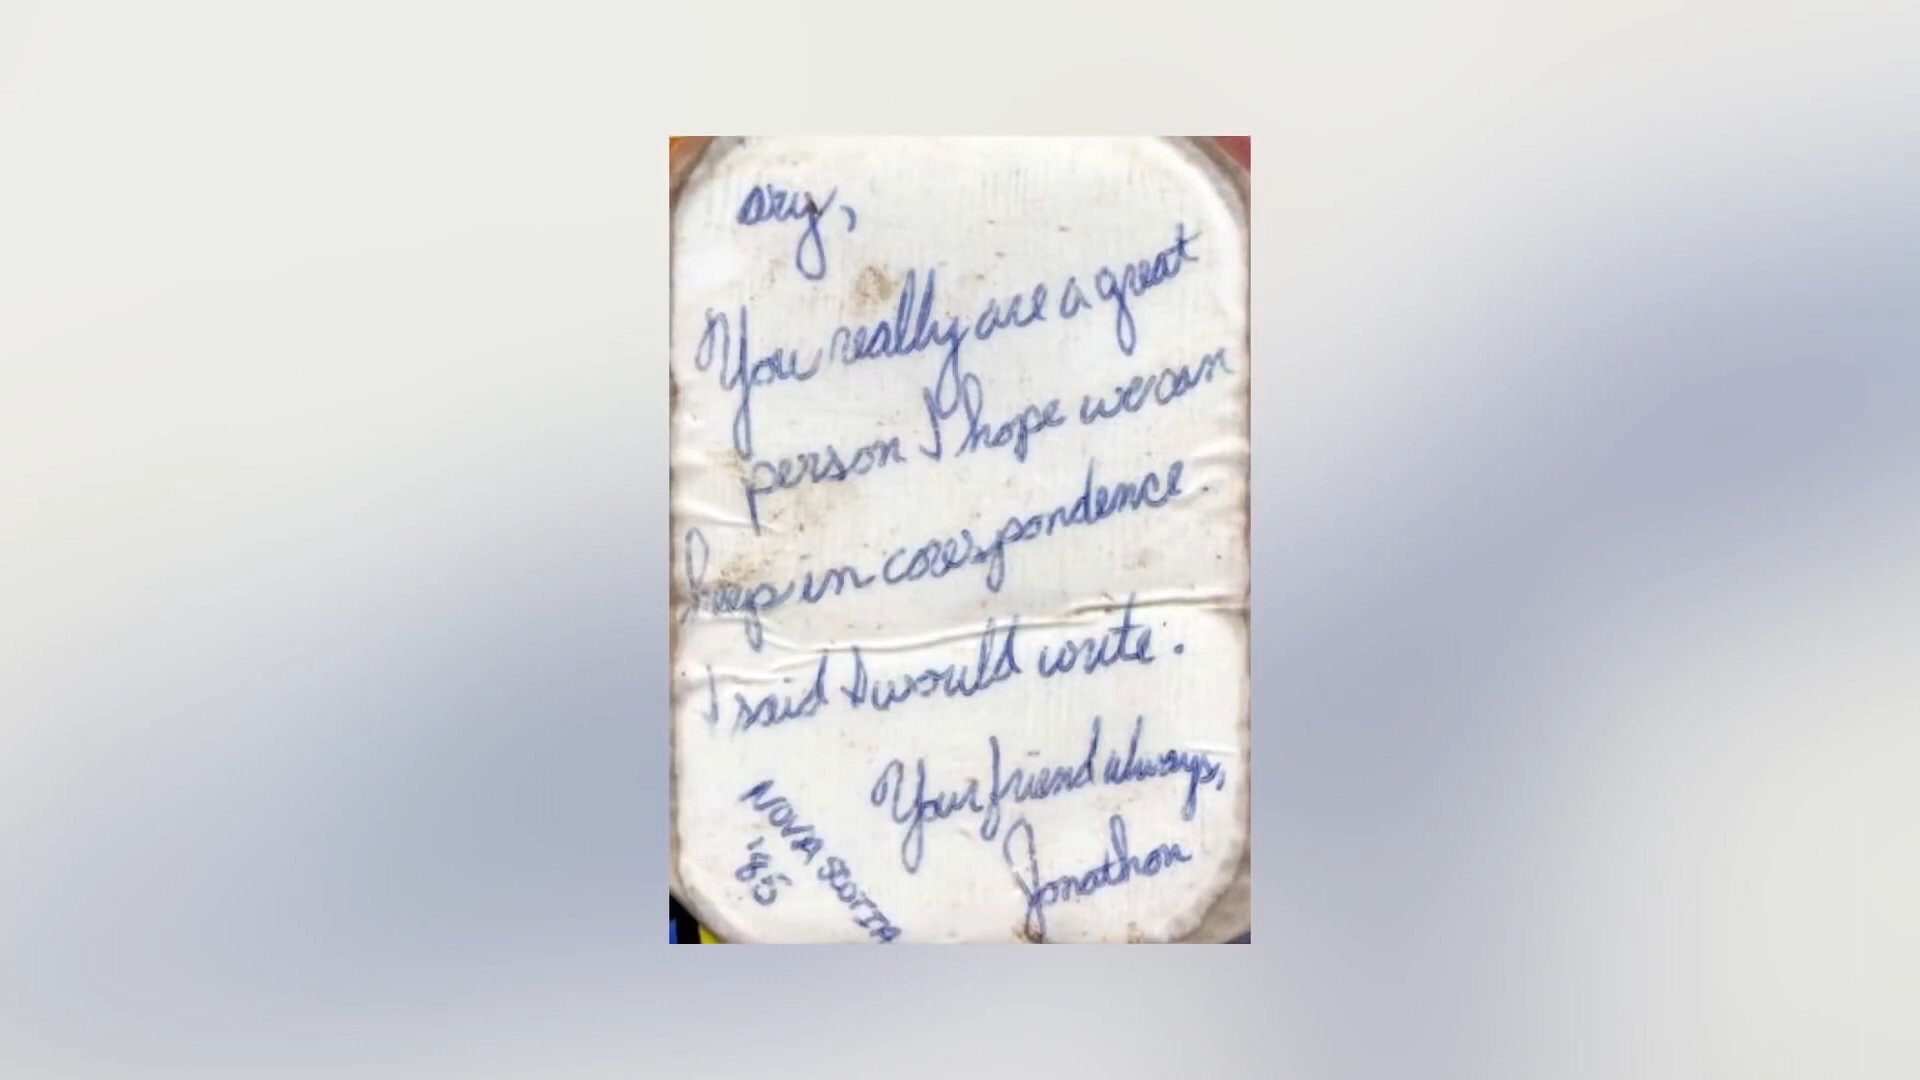 ary,
You really are a great
person I hope we can
keep in correspondence.
I said I would write.
Your friend always,
Jonathon
NOVA SCOTIA
'85